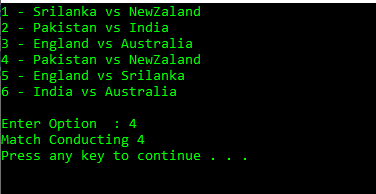 1 - Srilanka vs NewZaland
2 - Pakistan vs India
3 - England vs Australia
4 - Pakistan vs NewZaland
5 - England vs Srilanka
6 - India vs Australia
Enter Option  : 4
Match Conducting 4
Press any key to continue . . .